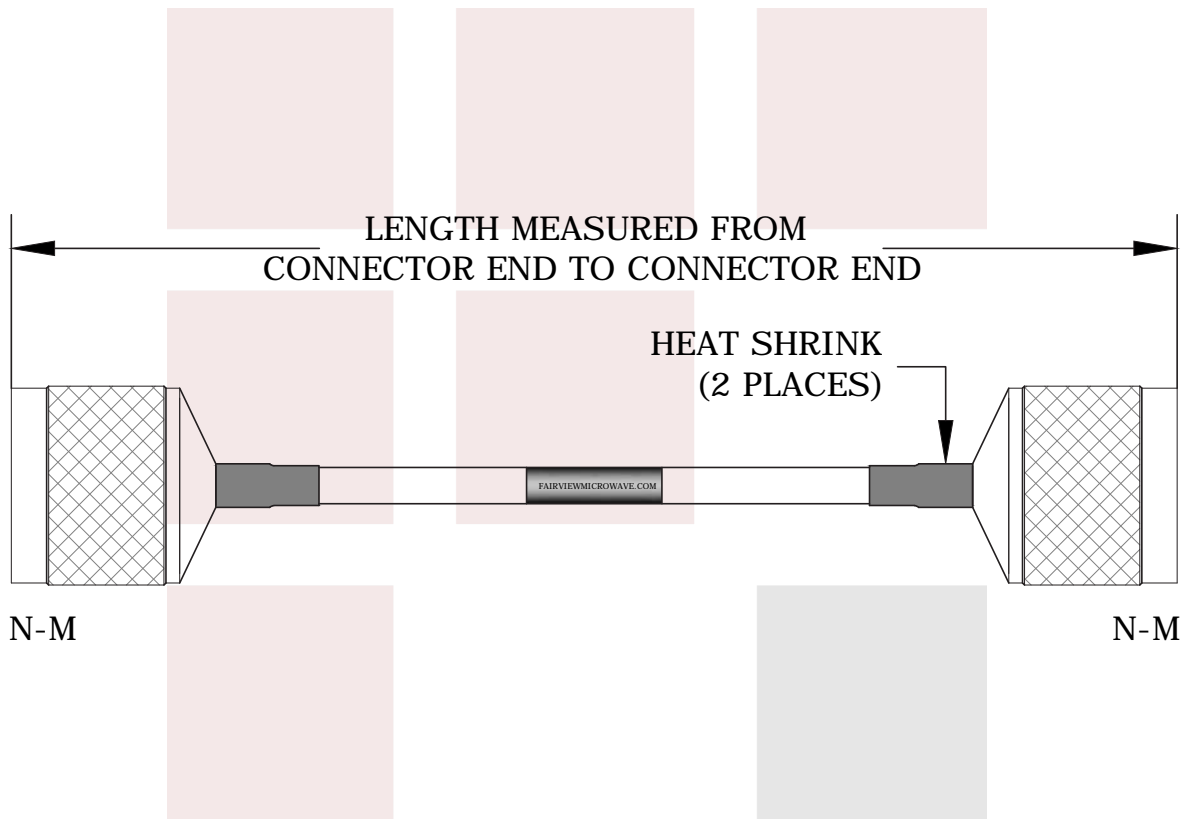 LENGTH MEASURED FROM
CONNECTOR END TO CONNECTOR END
HEAT SHRINK
(2 PLACES)
FAIRVIEWMICROWAVE.COM
N-M
N-M